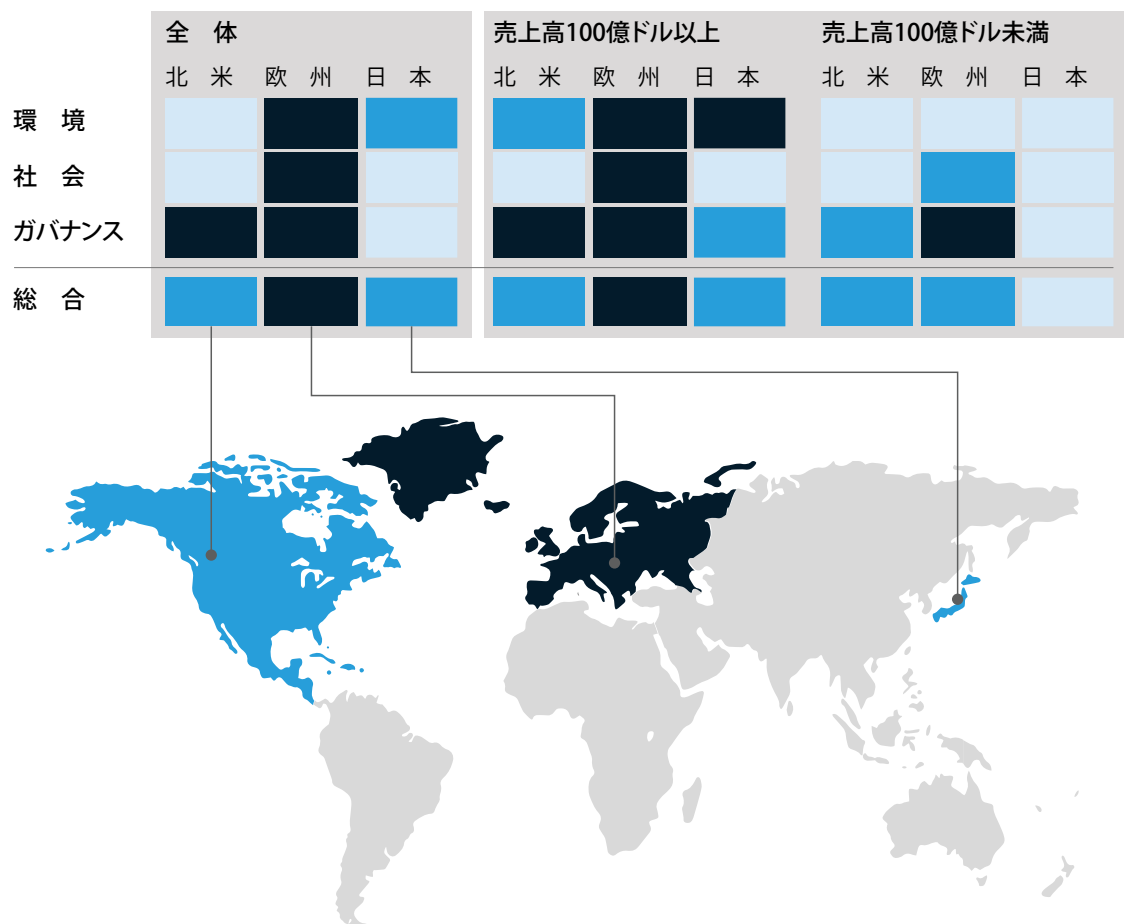 全 体 売上高100億ドル以上 売上高100億ドル未満
北 米 欧 州 日 本 北 米 欧 州 日 本 北 米 欧 州 日 本
環 境
社 会
ガバナンス
総 合